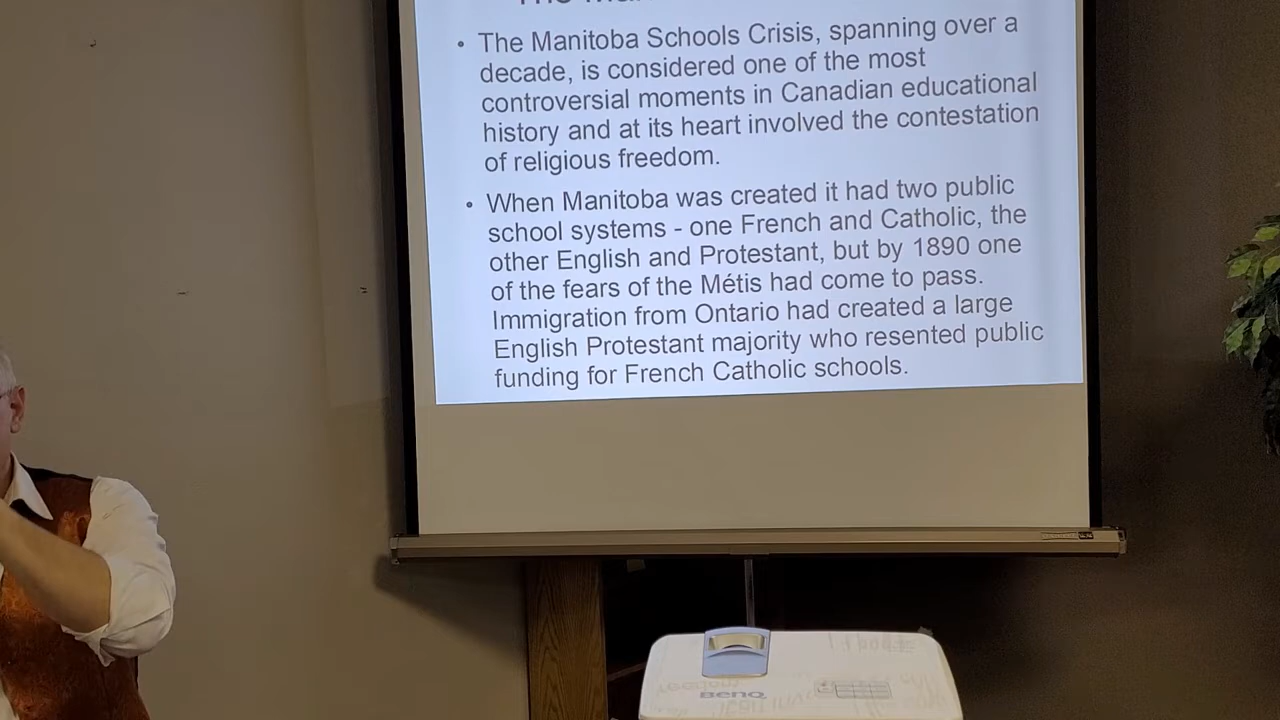 • The Manitoba Schools Crisis, spanning over a
decade, is considered one of the most
controversial moments in Canadian educational
history and at its heart involved the contestation
of religious freedom.
• When Manitoba was created it had two public
school systems - one French and Catholic, the
other English and Protestant, but by 1890 one
of the fears of the Métis had come to pass.
Immigration from Ontario had created a large
English Protestant majority who resented public
funding for French Catholic schools.
BenQ